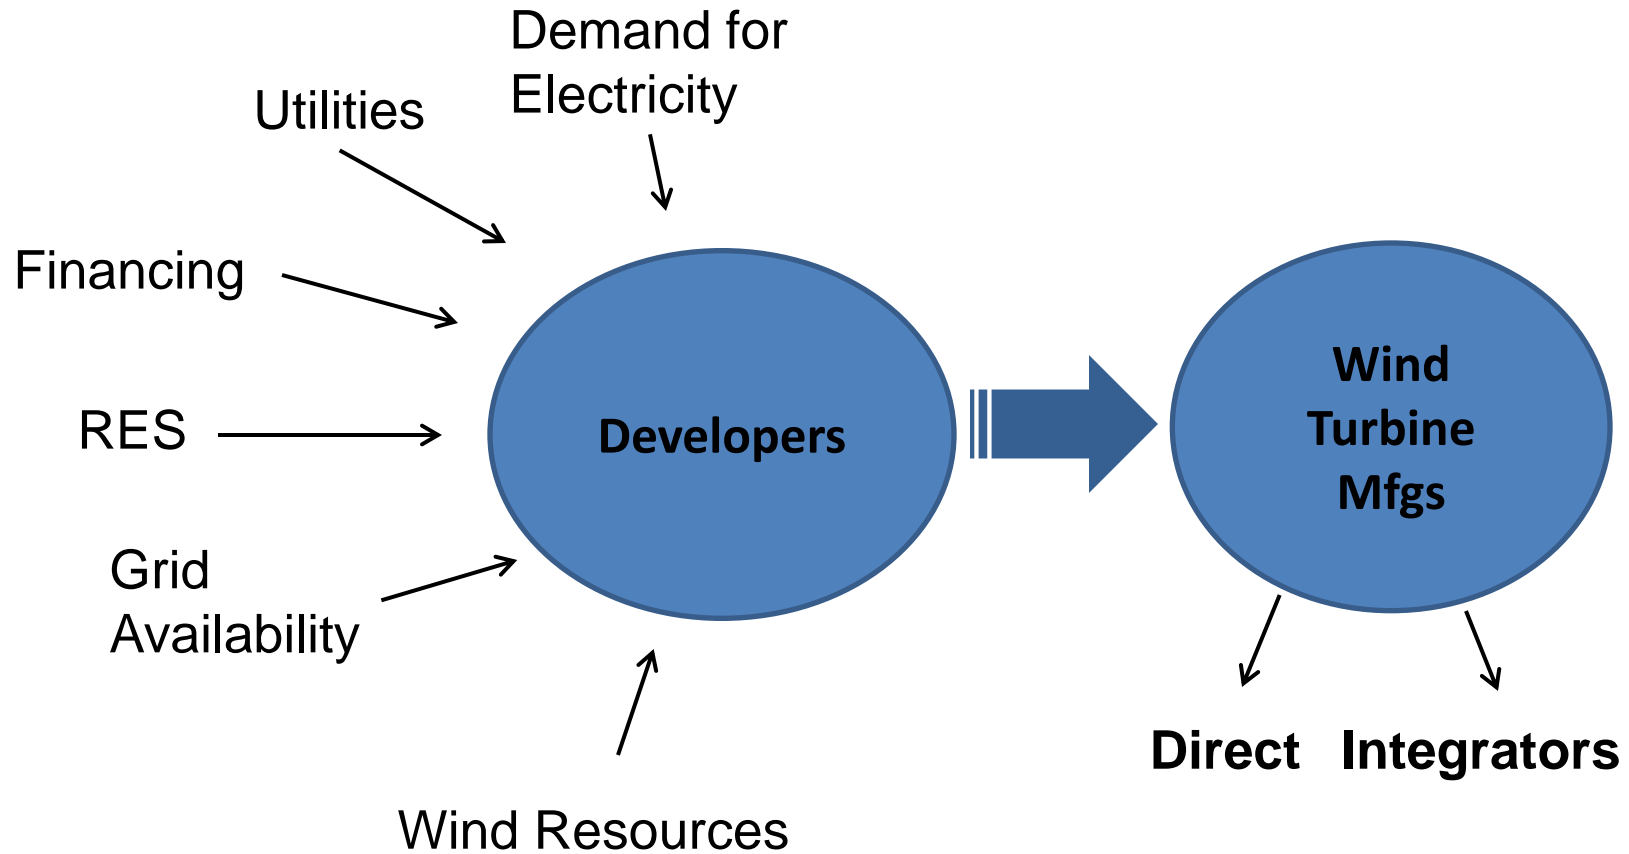 Demand for
Electricity
Utilities
Financing
RES
Grid
Availability
Wind Resources
Developers
Wind
Turbine
Mfgs
Direct
Integrators